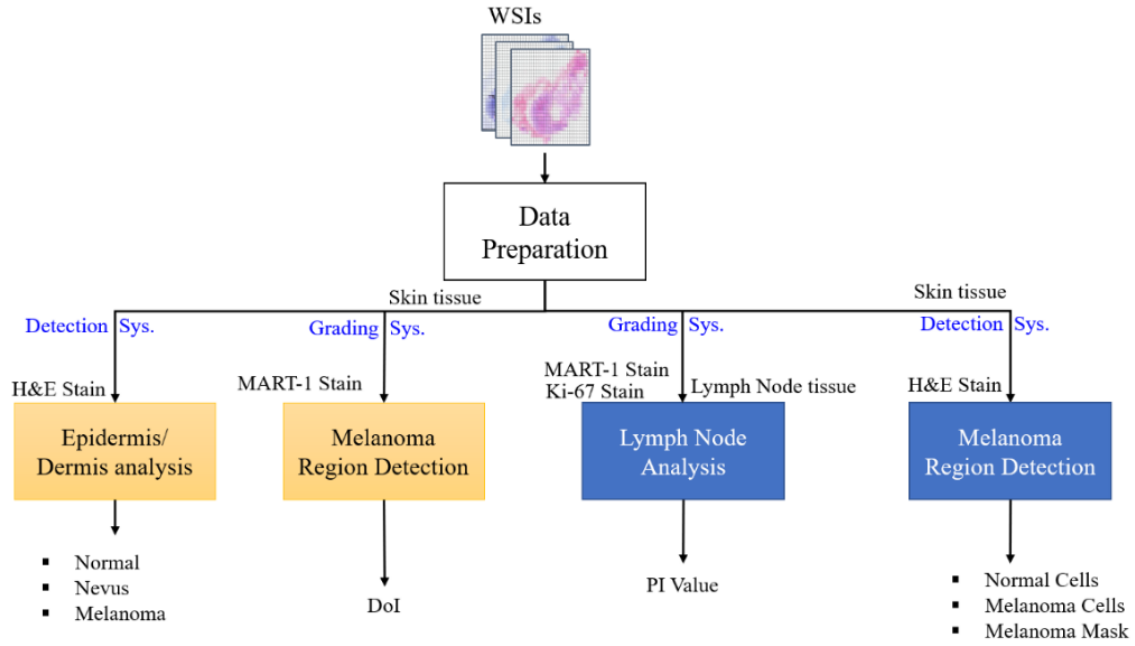 WSIs
Data
Preparation
Skin tissue
Skin tissue
Detection Sys.
Grading Sys.
Grading Sys.
Detection Sys.
H&E Stain
MART-1 Stain
MART-1 Stain
Ki-67 Stain
Lymph Node tissue
H&E Stain
Epidermis/
Dermis analysis
Melanoma
Region Detection
Lymph Node
Analysis
Melanoma
Region Detection
▪ Normal
▪ Nevus
▪ Melanoma
DoI
PI Value
▪ Normal Cells
▪ Melanoma Cells
▪ Melanoma Mask